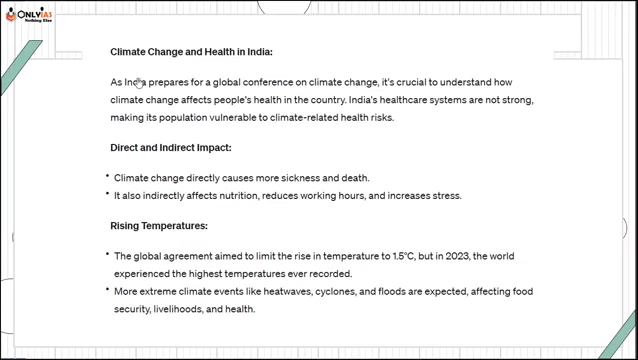 ONLYIAS
Nothing Else
Climate Change and Health in India:
As India prepares for a global conference on climate change, it's crucial to understand how
climate change affects people's health in the country. India's healthcare systems are not strong,
making its population vulnerable to climate-related health risks.
Direct and Indirect Impact:
• Climate change directly causes more sickness and death.
• It also indirectly affects nutrition, reduces working hours, and increases stress.
Rising Temperatures:
• The global agreement aimed to limit the rise in temperature to 1.5°C, but in 2023, the world
experienced the highest temperatures ever recorded.
• More extreme climate events like heatwaves, cyclones, and floods are expected, affecting food
security, livelihoods, and health.